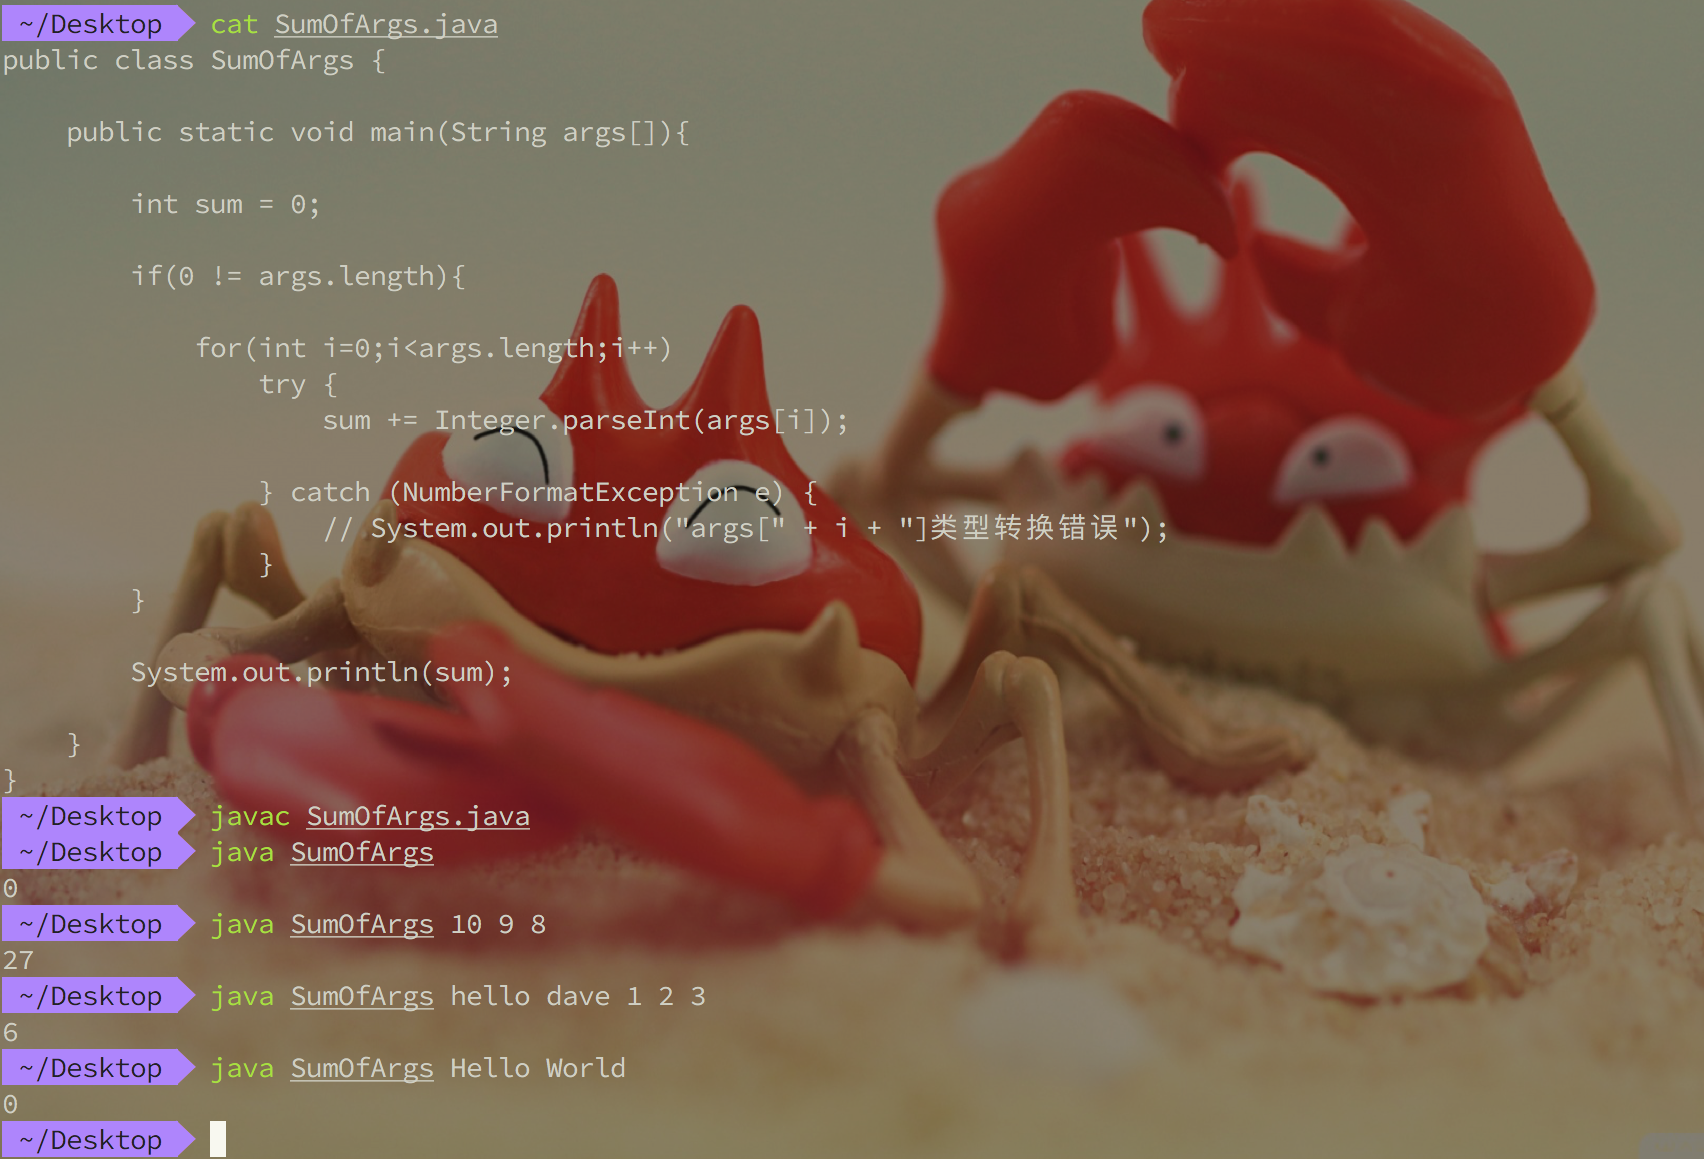 ~/Desktop cat SumOfArgs.java
public class SumOfArgs {
public static void main(String args[]){
int sum = 0;
if(0 != args.length){
for(int i=0;i<args.length;i++)
try {
sum += Integer.parseInt(args[i]);
} catch (NumberFormatException e) {
// System.out.println("args[" + i + "]类型转换错误");
}
}
System.out.println(sum);
}
}
~/Desktop javac SumOfArgs.java
~/Desktop java SumOfArgs
0
~/Desktop java SumOfArgs 10 9 8
27
~/Desktop java SumOfArgs hello dave 1 2 3
6
~/Desktop java SumOfArgs Hello World
0
~/Desktop